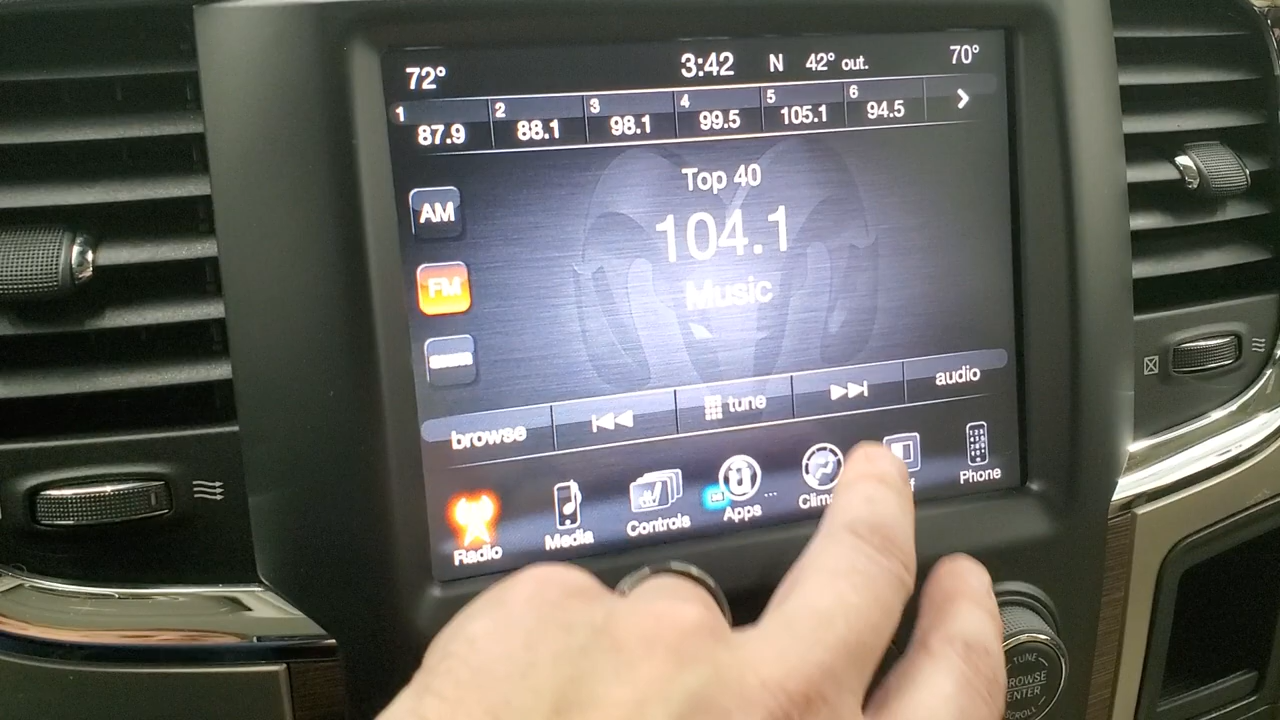 72° 3:42 N 42° out. 70°
1 87.9 2 88.1 3 98.1 4 99.5 5 105.1 6 94.5
Top 40
AM
104.1
FM
Music
browse tune audio
Radio Media Controls Apps Phone
TUNE
BROWSE
ENTER
SCROLL